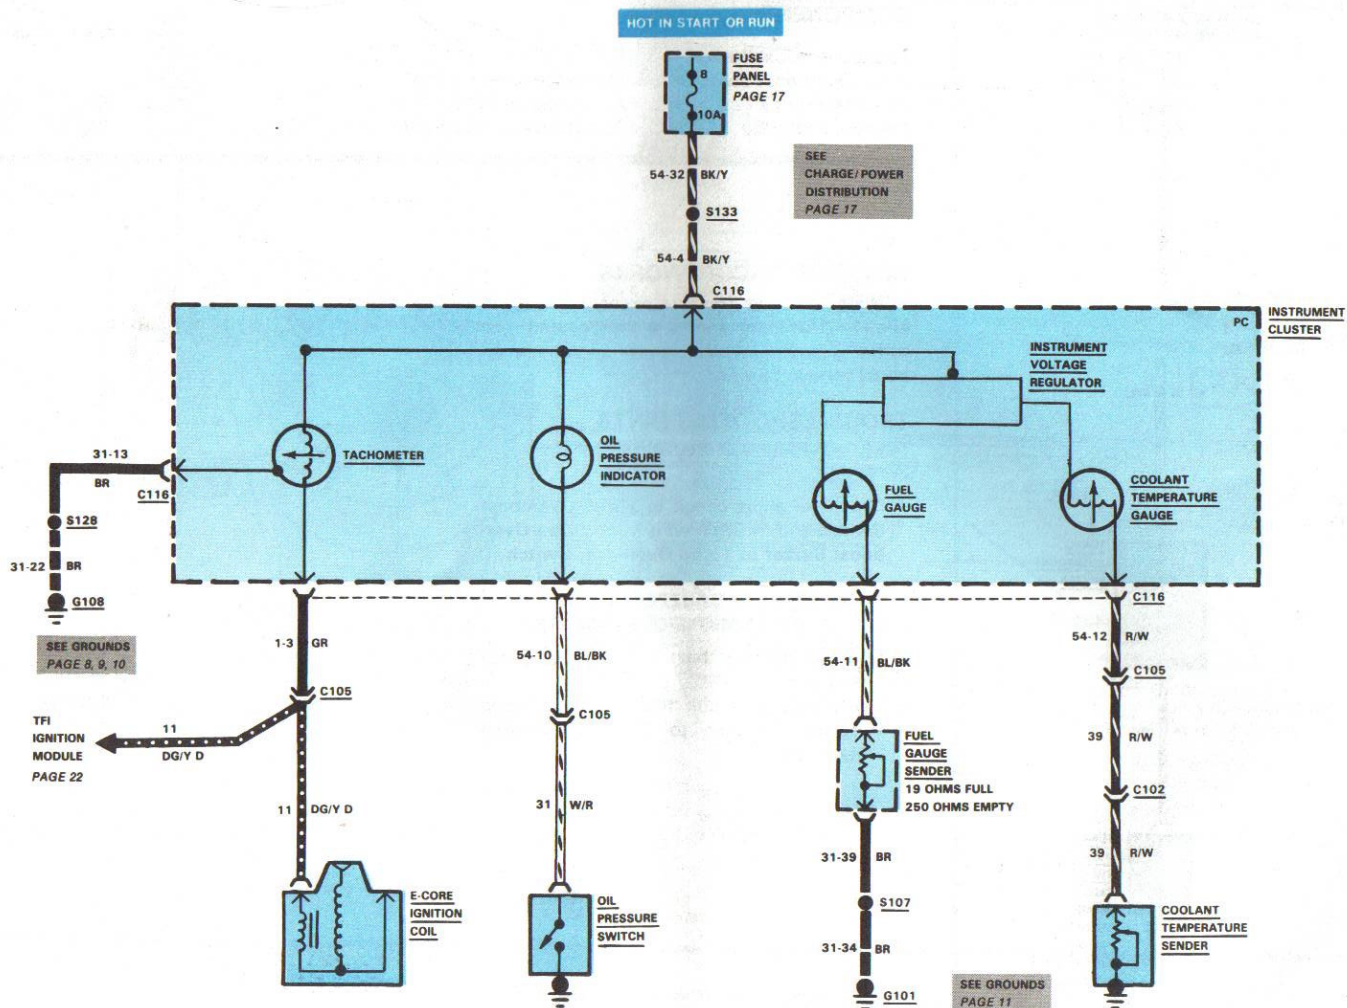 HOT IN START OR RUN
8
10A
FUSE
PANEL
PAGE 17
54-32 BK/Y
SEE
CHARGE/POWER
DISTRIBUTION
PAGE 17
S133
54-4 BK/Y
C116
INSTRUMENT
CLUSTER
PC
INSTRUMENT
VOLTAGE
REGULATOR
TACHOMETER
OIL
PRESSURE
INDICATOR
FUEL
GAUGE
COOLANT
TEMPERATURE
GAUGE
31-13
BR
C116
S128
31-22 BR
G108
SEE GROUNDS
PAGE 8, 9, 10
C116
1-3 GR
54-10 BL/BK
54-11 BL/BK
54-12 R/W
C105
C105
C105
TFI
IGNITION
MODULE
PAGE 22
11
DG/Y D
FUEL
GAUGE
SENDER
19 OHMS FULL
250 OHMS EMPTY
39 R/W
C102
11 DG/Y D
31 W/R
31-39 BR
39 R/W
E-CORE
IGNITION
COIL
OIL
PRESSURE
SWITCH
S107
31-34 BR
COOLANT
TEMPERATURE
SENDER
G101
SEE GROUNDS
PAGE 11